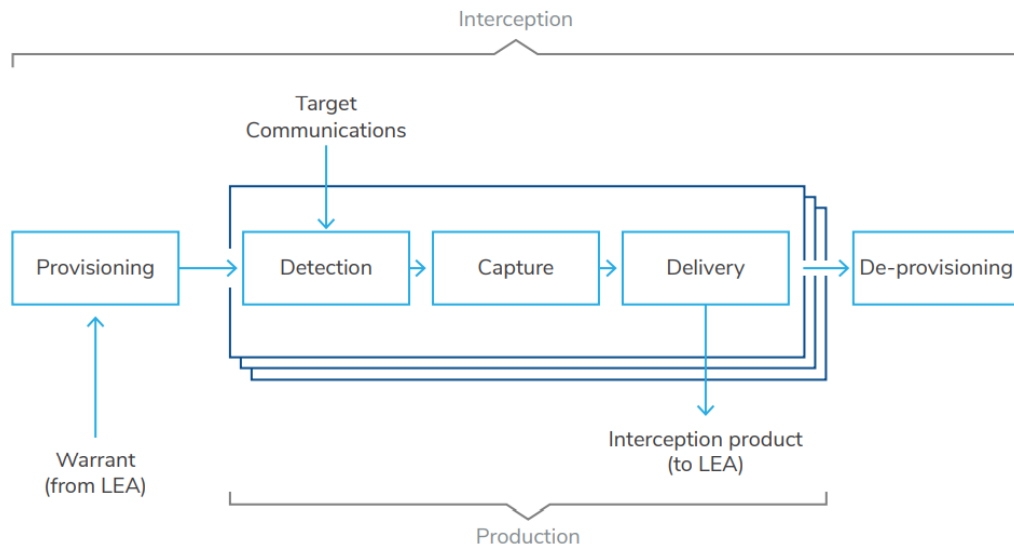 Interception
Target
Communications
Provisioning
Detection
Capture
Delivery
De-provisioning
Warrant
(from LEA)
Interception product
(to LEA)
Production